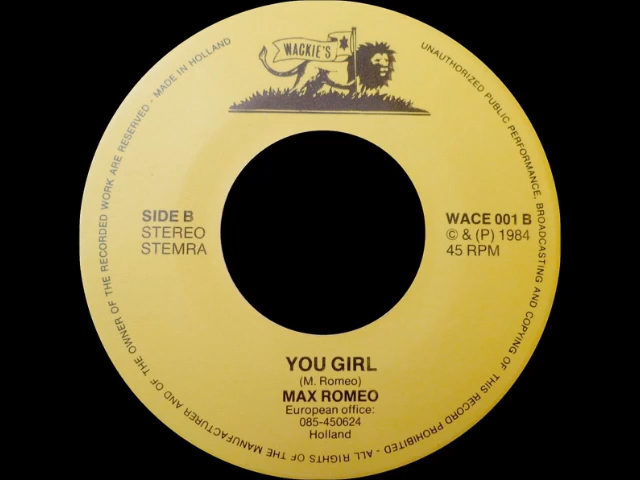 WACKIE'S
SIDE B
STEREO
STEMRA
WACE 001 B
© & (P) 1984
45 RPM
YOU GIRL
(M. Romeo)
MAX ROMEO
European office:
085-450624
Holland
UNAUTHORIZED PUBLIC PERFORMANCE, BROADCASTING AND COPYING OF THIS RECORD PROHIBITED - ALL RIGHTS OF THE MANUFACTURER AND OF THE OWNER OF THE RECORDED WORK ARE RESERVED - MADE IN HOLLAND